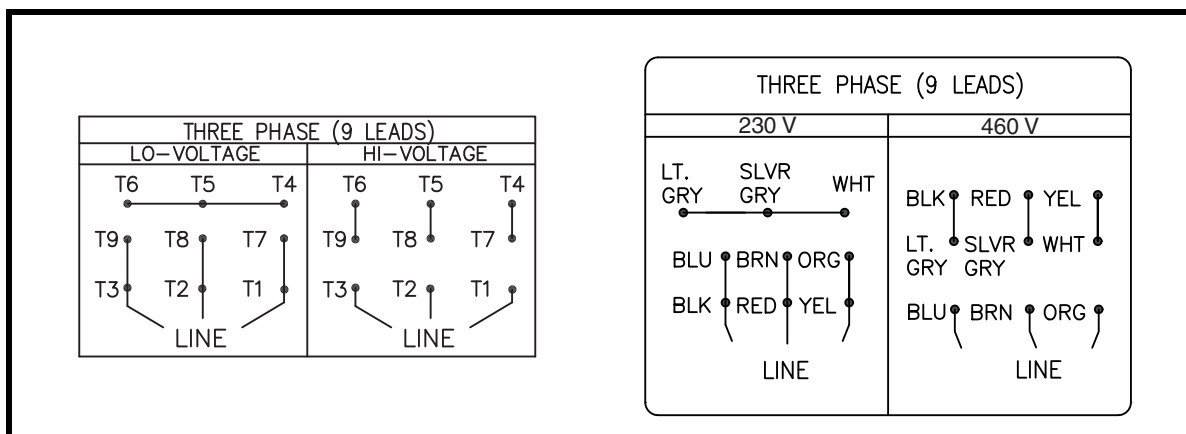 THREE PHASE (9 LEADS)
LO-VOLTAGE HI-VOLTAGE
T6 T5 T4 T6 T5 T4
T9 T8 T7 T9 T8 T7
T3 T2 T1 T3 T2 T1
LINE LINE
THREE PHASE (9 LEADS)
230 V 460 V
LT. SLVR WHT
GRY GRY
BLU BRN ORG
BLK RED YEL
LINE
BLK RED YEL
LT. SLVR WHT
GRY GRY
BLU BRN ORG
LINE